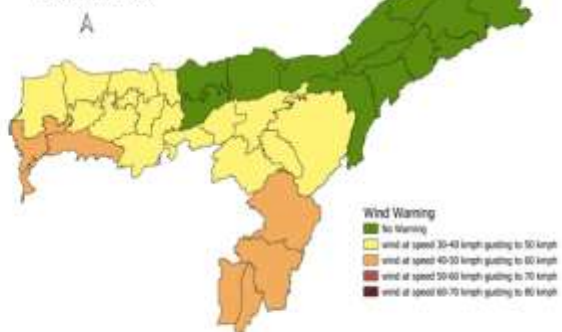 Wind Warning
No Warning
wind at speed 30-40 kmph gusting to 50 kmph
wind at speed 40-50 kmph gusting to 60 kmph
wind at speed 50-60 kmph gusting to 70 kmph
wind at speed 60-70 kmph gusting to 80 kmph